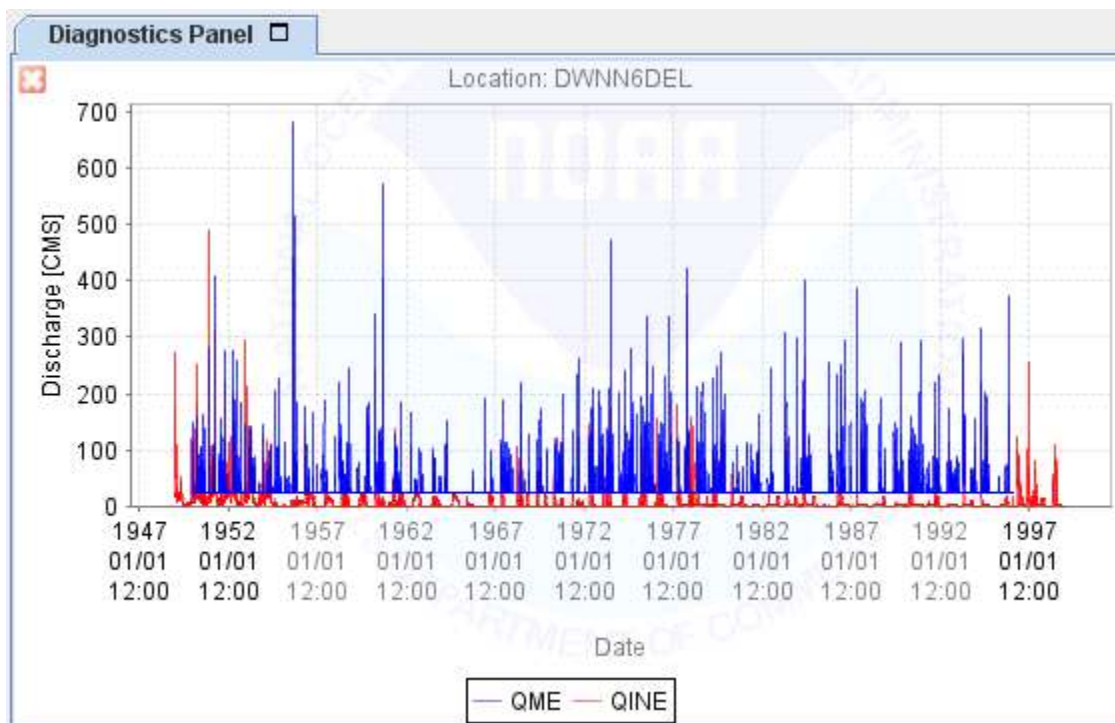 Diagnostics Panel
Location: DWNN6DEL
NOAA
700
600
500
400
300
200
100
0
Discharge [CMS]
1947 1952 1957 1962 1967 1972 1977 1982 1987 1992 1997
01/01 01/01 01/01 01/01 01/01 01/01 01/01 01/01 01/01 01/01 01/01
12:00 12:00 12:00 12:00 12:00 12:00 12:00 12:00 12:00 12:00 12:00
Date
QME QINE